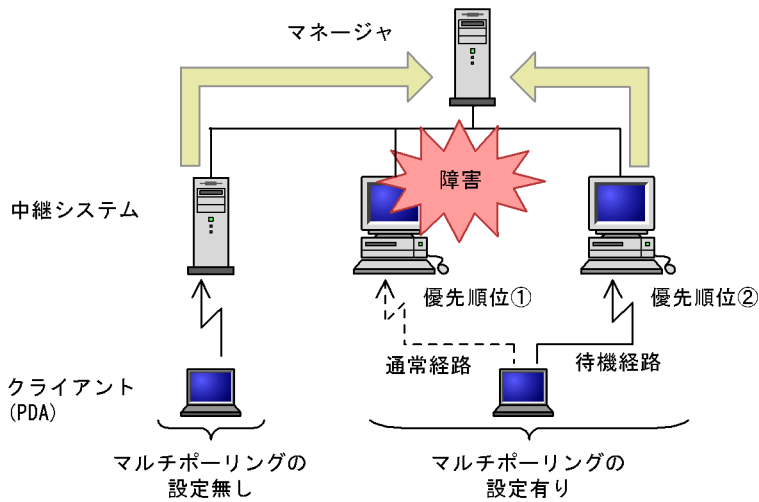 マネージャ
障害
中継システム
優先順位①
優先順位②
通常経路
待機経路
クライアント
(PDA)
マルチポーリングの
設定無し
マルチポーリングの
設定有り